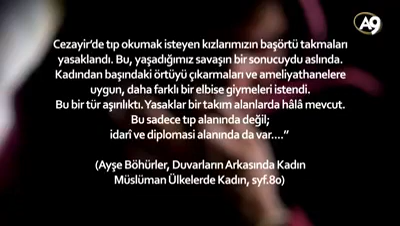 A9
Cezayir’de tıp okumak isteyen kızlarımızın başörtü takmaları
yasaklandı. Bu, yaşadığımız savaşın bir sonucuydu aslında.
Kadından başındaki örtüyü çıkarmaları ve ameliyathanelere
uygun, daha farklı bir elbise giymeleri istendi.
Bu bir tür aşırılıktı. Yasaklar bir takım alanlarda hâlâ mevcut.
Bu sadece tıp alanında değil;
idarî ve diplomasi alanında da var....”
(Ayşe Böhürler, Duvarların Arkasında Kadın
Müslüman Ülkelerde Kadın, syf.80)